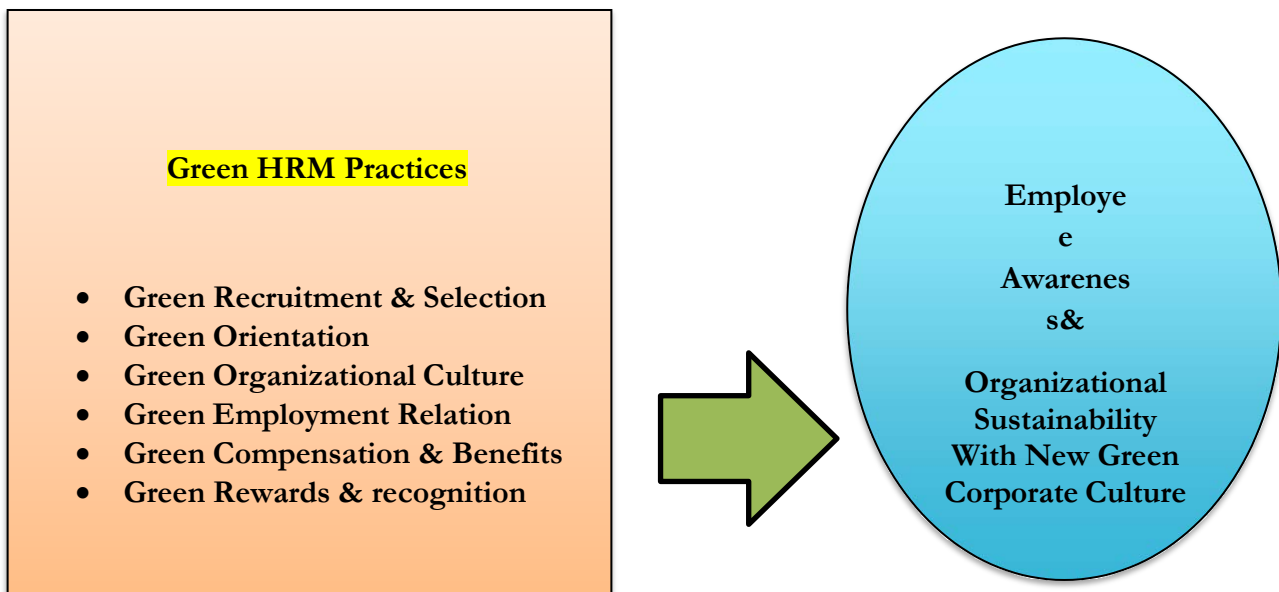 Green HRM Practices
• Green Recruitment & Selection
• Green Orientation
• Green Organizational Culture
• Green Employment Relation
• Green Compensation & Benefits
• Green Rewards & recognition
Employe
e
Awarenes
s&
Organizational
Sustainability
With New Green
Corporate Culture